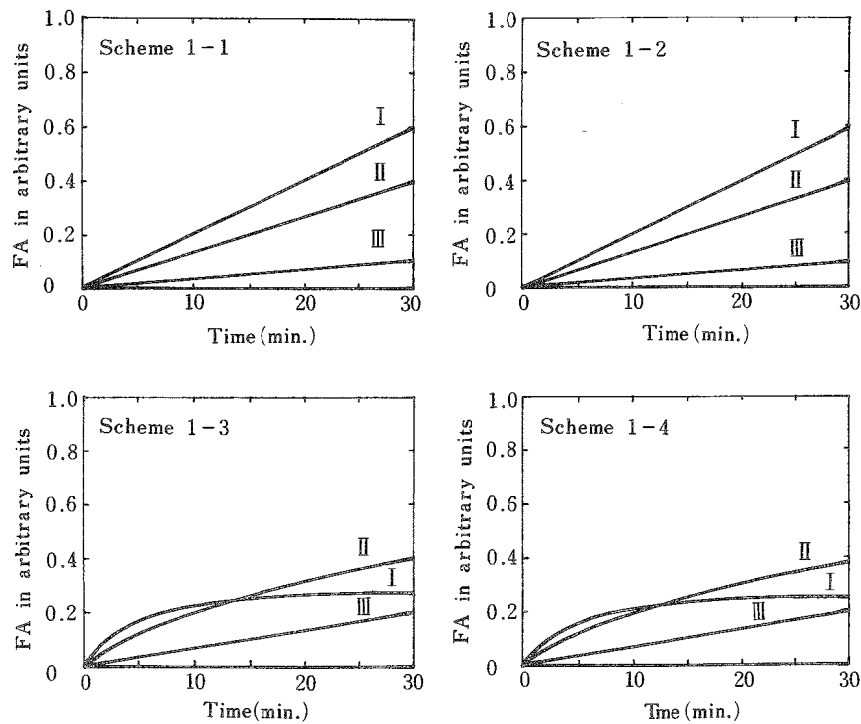 Scheme 1-1
FA in arbitrary units
1.0
0.8
0.6
0.4
0.2
0
I
II
III
0 10 20 30
Time (min.)
Scheme 1-2
FA in arbitrary units
1.0
0.8
0.6
0.4
0.2
0
I
II
III
0 10 20 30
Time (min.)
Scheme 1-3
FA in arbitrary units
1.0
0.8
0.6
0.4
0.2
0
II
I
III
0 10 20 30
Time(min.)
Scheme 1-4
FA in arbitrary units
1.0
0.8
0.6
0.4
0.2
0
II
I
III
0 10 20 30
Tme (min.)